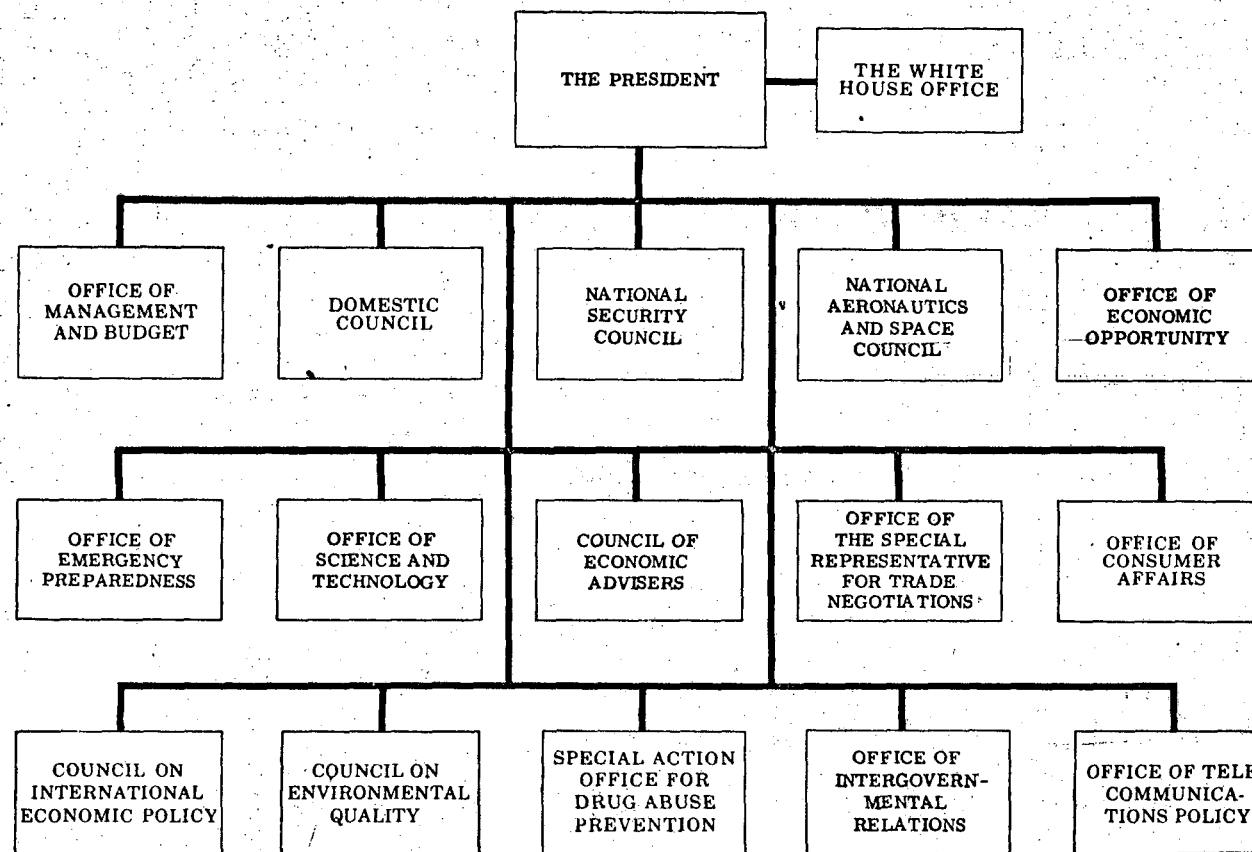 THE PRESIDENT
THE WHITE
HOUSE OFFICE
OFFICE OF
MANAGEMENT
AND BUDGET
DOMESTIC
COUNCIL
NATIONAL
SECURITY
COUNCIL
NATIONAL
AERONAUTICS
AND SPACE
COUNCIL
OFFICE OF
ECONOMIC
OPPORTUNITY
OFFICE OF
EMERGENCY
PREPAREDNESS
OFFICE OF
SCIENCE AND
TECHNOLOGY
COUNCIL OF
ECONOMIC
ADVISERS
OFFICE OF
THE SPECIAL
REPRESENTATIVE
FOR TRADE
NEGOTIATIONS
OFFICE OF
CONSUMER
AFFAIRS
COUNCIL ON
INTERNATIONAL
ECONOMIC POLICY
COUNCIL ON
ENVIRONMENTAL
QUALITY
SPECIAL ACTION
OFFICE FOR
DRUG ABUSE
PREVENTION
OFFICE OF
INTERGOVERN-
MENTAL
RELATIONS
OFFICE OF TELE
COMMUNICA-
TIONS POLICY